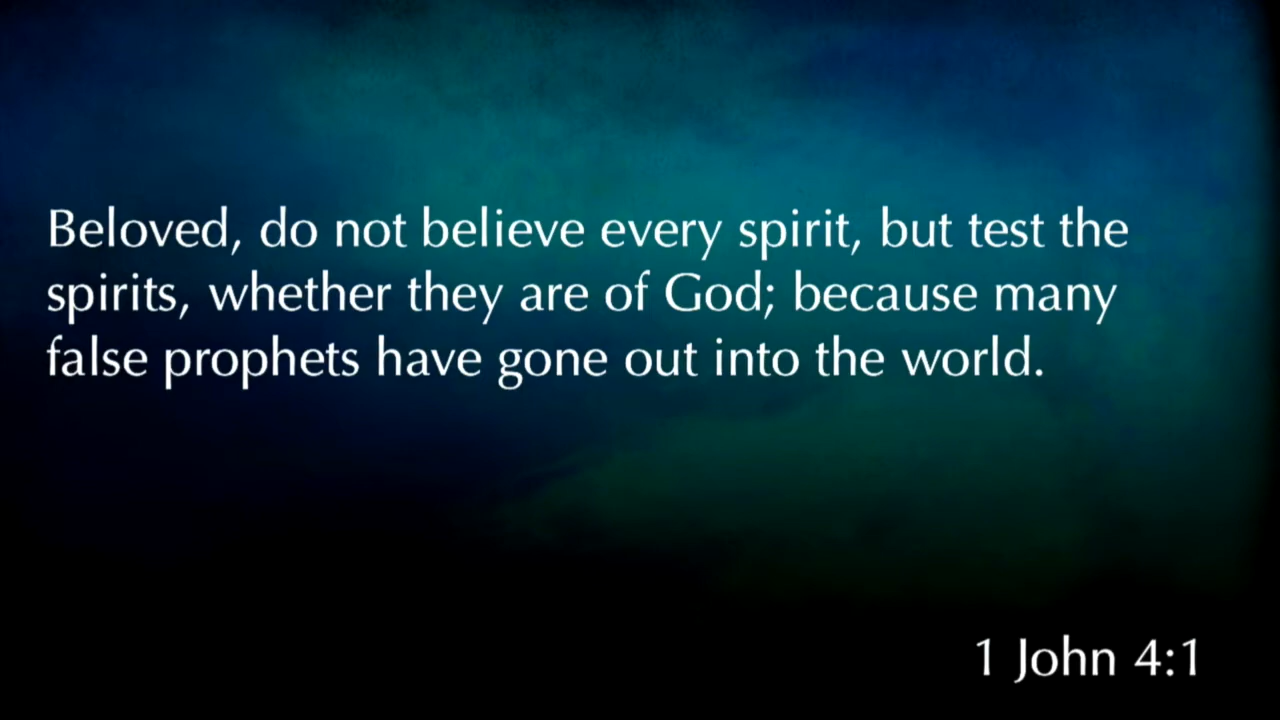 Beloved, do not believe every spirit, but test the
spirits, whether they are of God; because many
false prophets have gone out into the world.
1 John 4:1